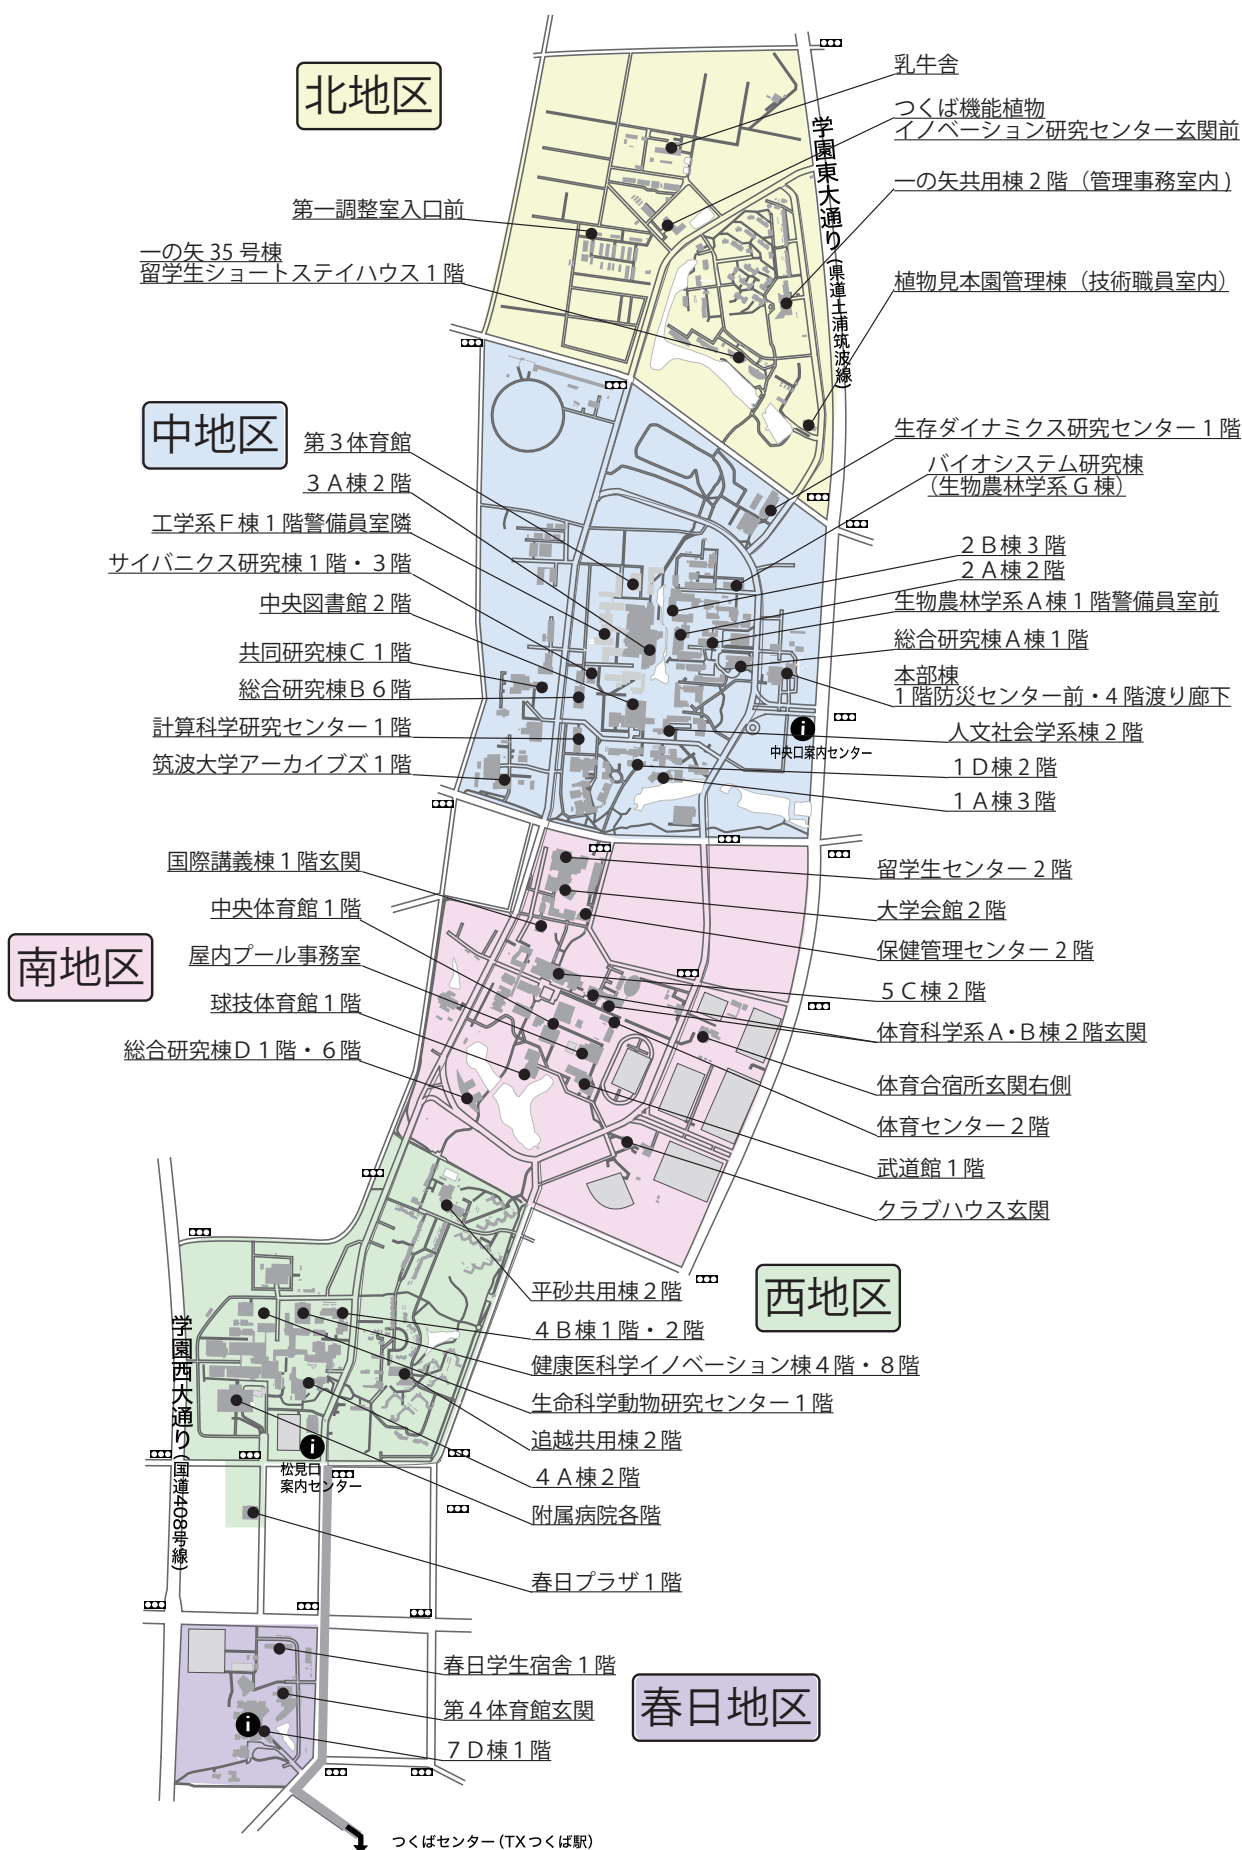 北地区
乳牛舎
つくば機能植物
イノベーション研究センター玄関前
一の矢共用棟２階（管理事務室内）
第一調整室入口前
一の矢 35 号棟
留学生ショートステイハウス１階
植物見本園管理棟（技術職員室内）
学園東大通り（県道土浦筑波線）
中地区
第３体育館
３Ａ棟２階
工学系Ｆ棟１階警備員室隣
サイバニクス研究棟１階・３階
中央図書館２階
共同研究棟Ｃ１階
総合研究棟Ｂ６階
計算科学研究センター１階
筑波大学アーカイブズ１階
生存ダイナミクス研究センター１階
バイオシステム研究棟
（生物農林学系 G 棟）
２Ｂ棟３階
２Ａ棟２階
生物農林学系Ａ棟１階警備員室前
総合研究棟Ａ棟１階
本部棟
１階防災センター前・４階渡り廊下
i
中央口案内センター
人文社会学系棟２階
１Ｄ棟２階
１Ａ棟３階
南地区
国際講義棟１階玄関
中央体育館１階
屋内プール事務室
球技体育館１階
総合研究棟Ｄ１階・６階
留学生センター２階
大学会館２階
保健管理センター２階
５Ｃ棟２階
体育科学系Ａ・Ｂ棟２階玄関
体育合宿所玄関右側
体育センター２階
武道館１階
クラブハウス玄関
西地区
平砂共用棟２階
４Ｂ棟１階・２階
健康医科学イノベーション棟４階・８階
生命科学動物研究センター１階
追越共用棟２階
４Ａ棟２階
附属病院各階
春日プラザ１階
学園西大通り（国道408号線）
i
松見口
案内センター
春日地区
春日学生宿舎１階
第４体育館玄関
７Ｄ棟１階
i
つくばセンター（TXつくば駅）